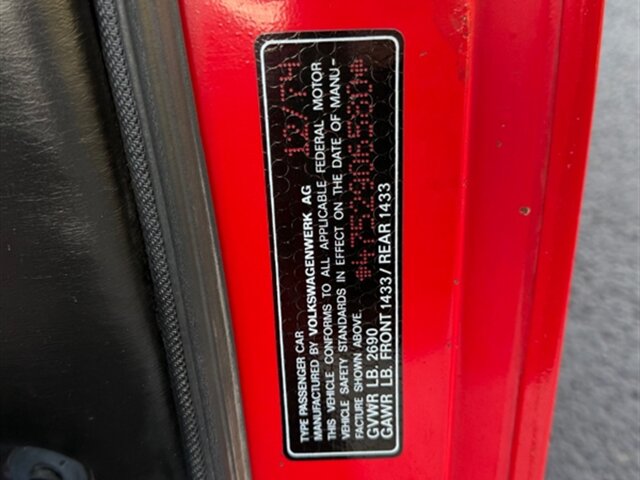 TYPE PASSENGER CAR
MANUFACTURED BY VOLKSWAGENWERK AG 12/74
THIS VEHICLE CONFORMS TO ALL APPLICABLE FEDERAL MOTOR
VEHICLE SAFETY STANDARDS IN EFFECT ON THE DATE OF MANU-
FACTURE SHOWN ABOVE.
GVWR LB. 2690
GAWR LB. FRONT 1433 / REAR 1433